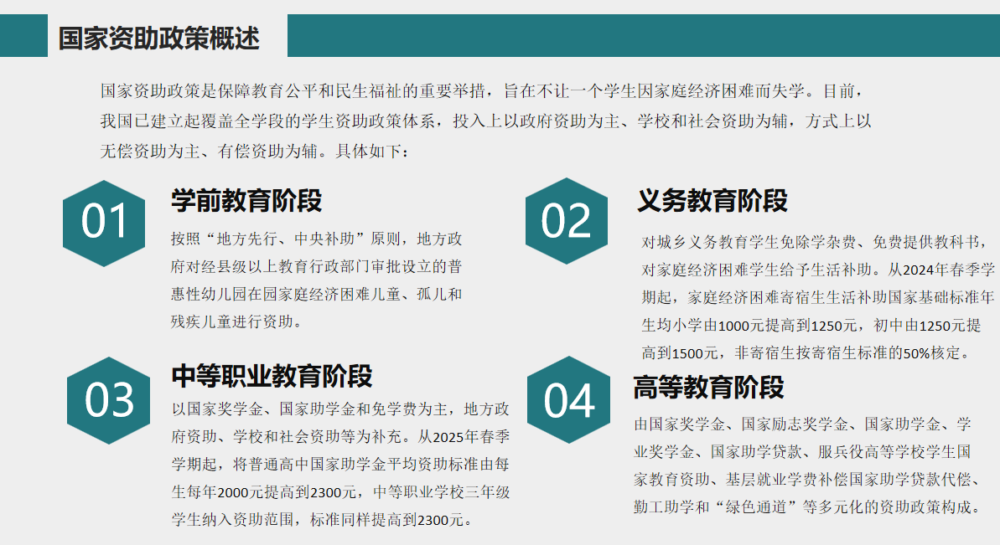 国家资助政策概述
国家资助政策是保障教育公平和民生福祉的重要举措，旨在不让一个学生因家庭经济困难而失学。目前，
我国已建立起覆盖全学段的学生资助政策体系，投入上以政府资助为主、学校和社会资助为辅，方式上以
无偿资助为主、有偿资助为辅。具体如下：
01
学前教育阶段
按照“地方先行、中央补助”原则，地方政
府对经县级以上教育行政部门审批设立的普
惠性幼儿园在园家庭经济困难儿童、孤儿和
残疾儿童进行资助。
02
义务教育阶段
对城乡义务教育学生免除学杂费、免费提供教科书，
对家庭经济困难学生给予生活补助。从2024年春季学
期起，家庭经济困难寄宿生生活补助国家基础标准年
生均小学由1000元提高到1250元，初中由1250元提
高到1500元，非寄宿生按寄宿生标准的50%核定。
03
中等职业教育阶段
以国家奖学金、国家助学金和免学费为主，地方政
府资助、学校和社会资助等为补充。从2025年春季
学期起，将普通高中国家助学金平均资助标准由每
生每年2000元提高到2300元，中等职业学校三年级
学生纳入资助范围，标准同样提高到2300元。
04
高等教育阶段
由国家奖学金、国家励志奖学金、国家助学金、学
业奖学金、国家助学贷款、服兵役高等学校学生国
家教育资助、基层就业学费补偿国家助学贷款代偿、
勤工助学和“绿色通道”等多元化的资助政策构成。